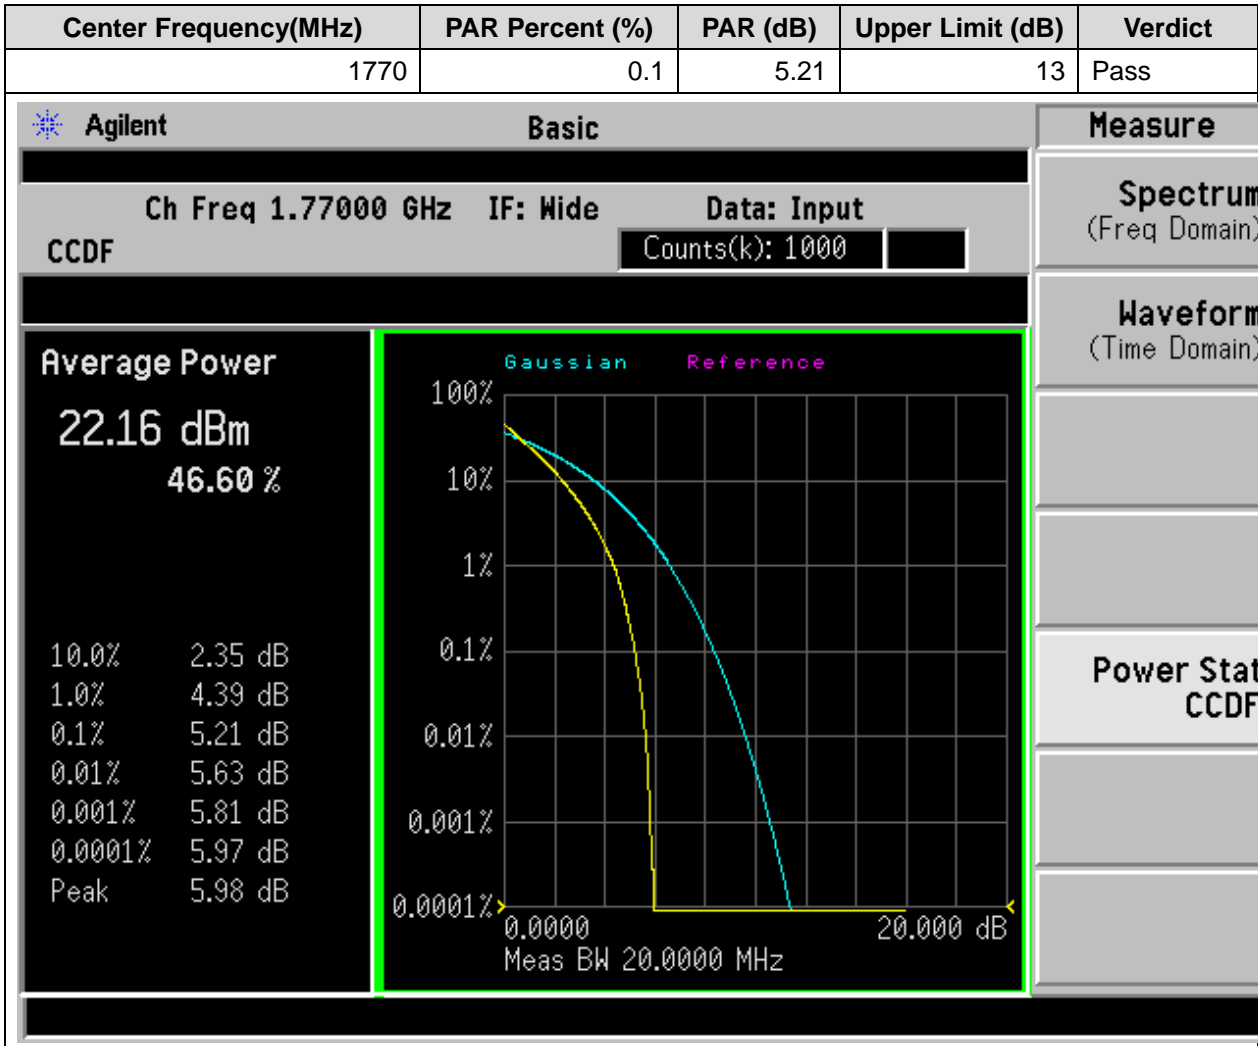 Center Frequency(MHz) PAR Percent (%) PAR (dB) Upper Limit (dB) Verdict
1770 0.1 5.21 13 Pass
Agilent Basic Measure
Ch Freq 1.77000 GHz IF: Wide Data: Input
CCDF Counts(k): 1000
Spectrum
(Freq Domain)
Waveform
(Time Domain)
Power Stat
CCDF
Average Power
22.16 dBm
46.60 %
10.0% 2.35 dB
1.0% 4.39 dB
0.1% 5.21 dB
0.01% 5.63 dB
0.001% 5.81 dB
0.0001% 5.97 dB
Peak 5.98 dB
Gaussian Reference
100%
10%
1%
0.1%
0.01%
0.001%
0.0001%
0.0000 20.000 dB
Meas BW 20.0000 MHz